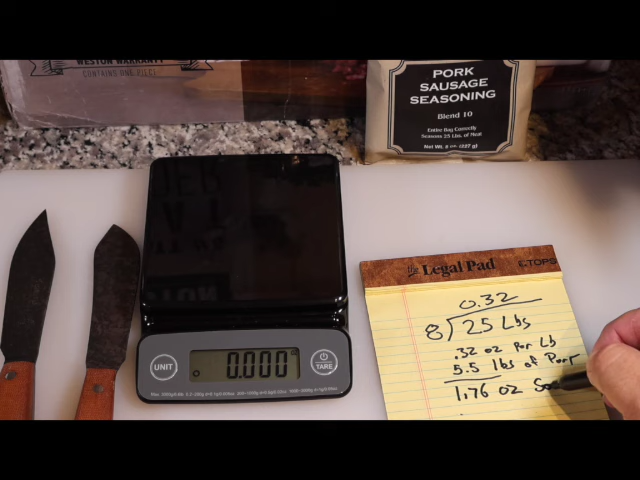 WESTON WARRANTY
CONTAINS ONE
PORK
SAUSAGE
SEASONING
Blend 10
Entire Bag Correctly
Seasons 25 Lbs. of Meat
Net Wt. 8 oz. (227 g)
the Legal Pad
TOPS
0.32
8 25 Lbs
.32 oz Per Lb
5.5 lbs of Pork
1.76 oz
UNIT
0.000
TARE